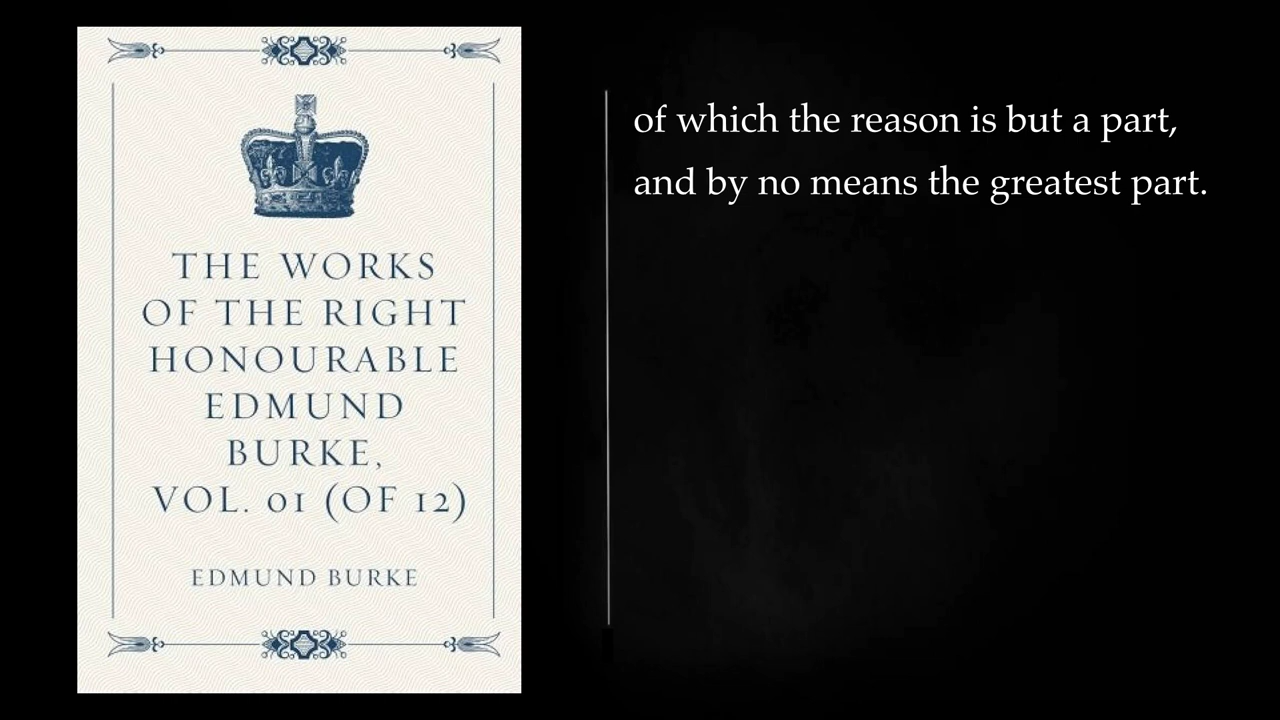 THE WORKS
OF THE RIGHT
HONOURABLE
EDMUND
BURKE,
VOL. 01 (OF 12)
EDMUND BURKE
of which the reason is but a part,
and by no means the greatest part.